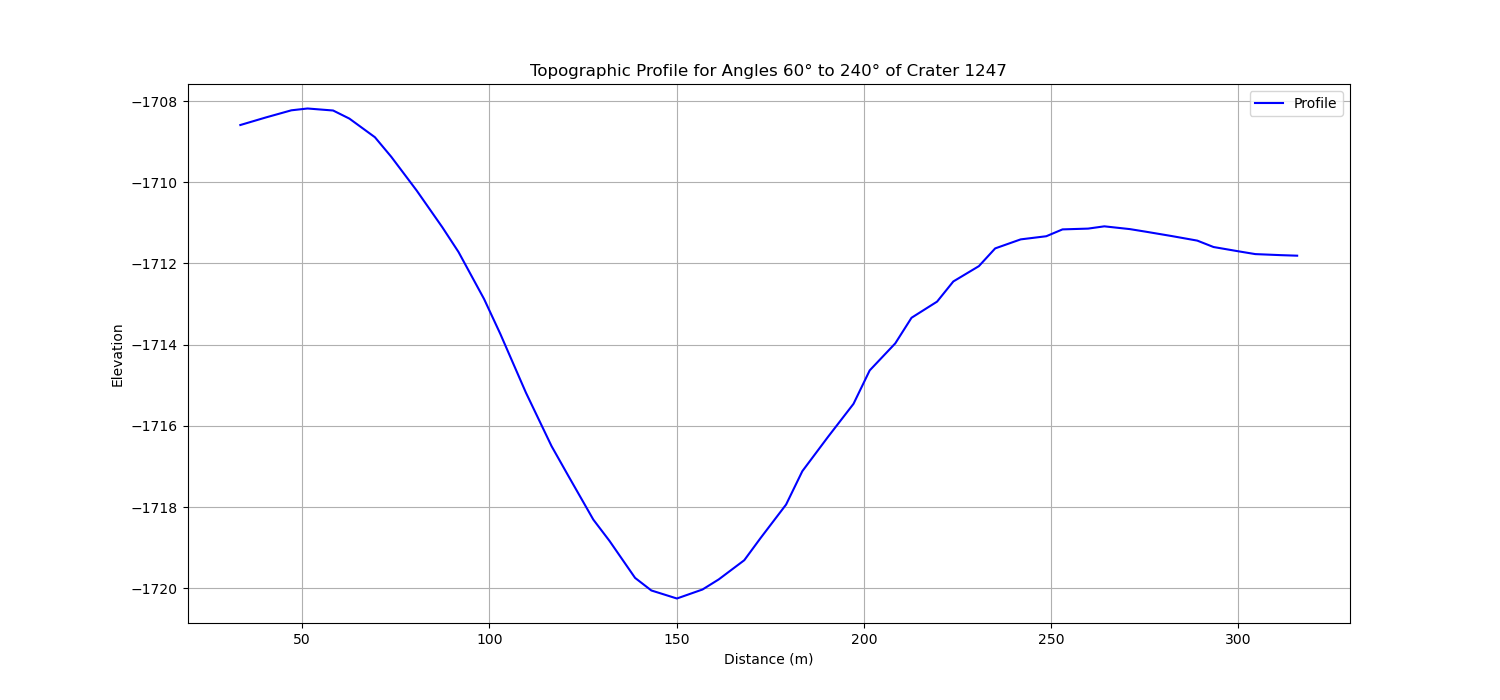 Topographic Profile for Angles 60° to 240° of Crater 1247
Profile
−1708
−1710
−1712
−1714
−1716
−1718
−1720
Elevation
50 100 150 200 250 300
Distance (m)